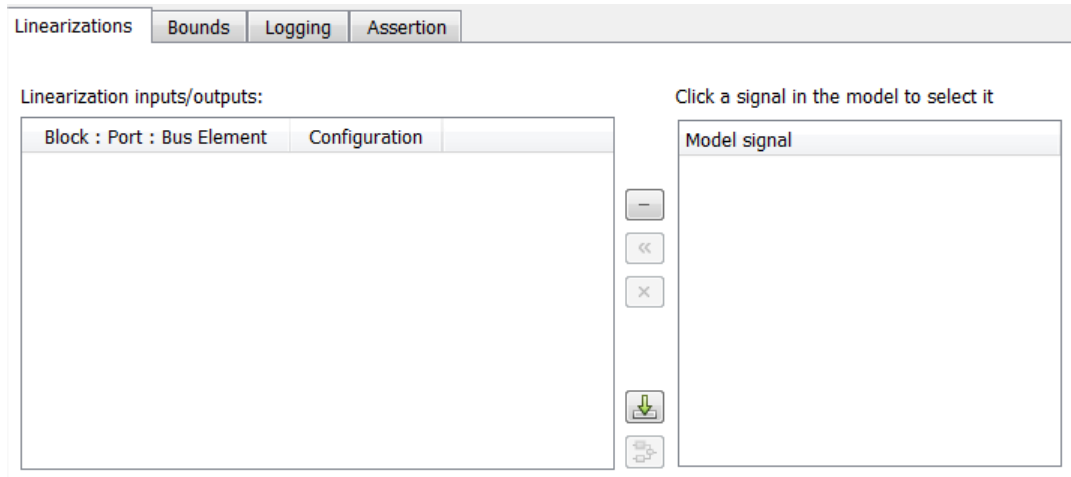 Linearizations Bounds Logging Assertion
Linearization inputs/outputs: Click a signal in the model to select it
Block : Port : Bus Element Configuration Model signal